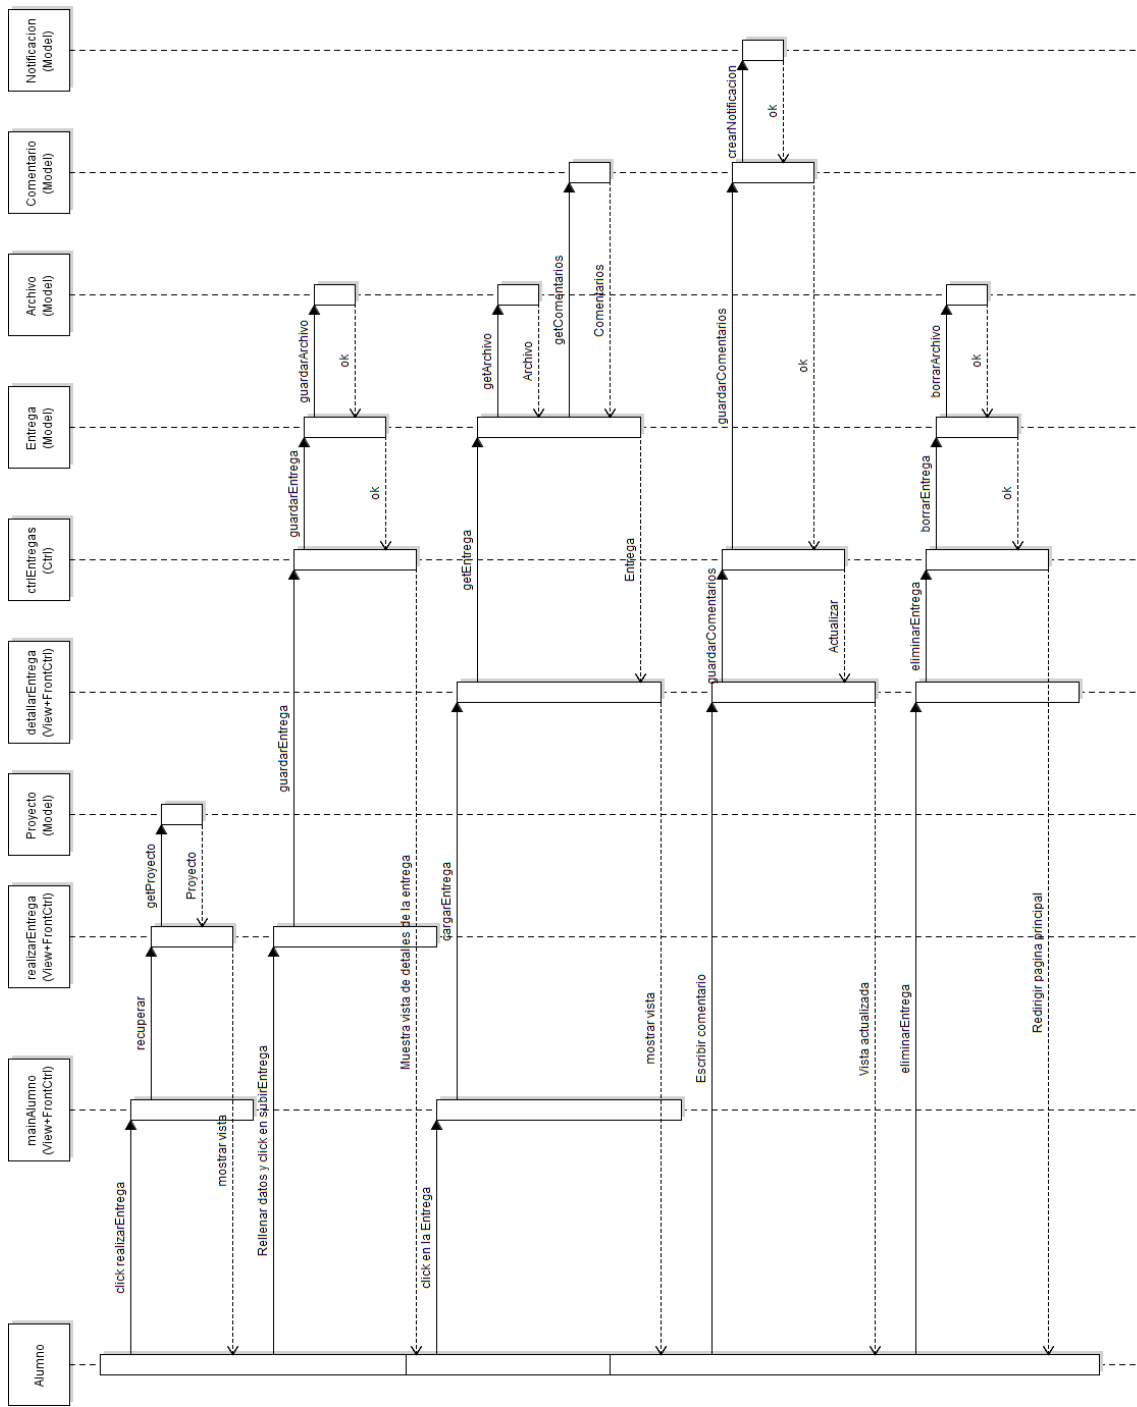 Alumno
mainAlumno
(View+FrontCtrl)
realizarEntrega
(View+FrontCtrl)
Proyecto
(Model)
detallarEntrega
(View+FrontCtrl)
ctrlEntregas
(Ctrl)
Entrega
(Model)
Archivo
(Model)
Comentario
(Model)
Notificacion
(Model)
click realizarEntrega
recuperar
getProyecto
Proyecto
mostrar vista
Rellenar datos y click en subirEntrega
guardarEntrega
guardarEntrega
guardarArchivo
ok
ok
Muestra vista de detalles de la entrega
click en la Entrega
cargarEntrega
getEntrega
getArchivo
Archivo
getComentarios
Comentarios
Entrega
mostrar vista
Escribir comentario
guardarComentarios
guardarComentarios
crearNotificacion
ok
ok
Actualizar
Vista actualizada
eliminarEntrega
eliminarEntrega
borrarEntrega
borrarArchivo
ok
ok
Redirigir pagina principal